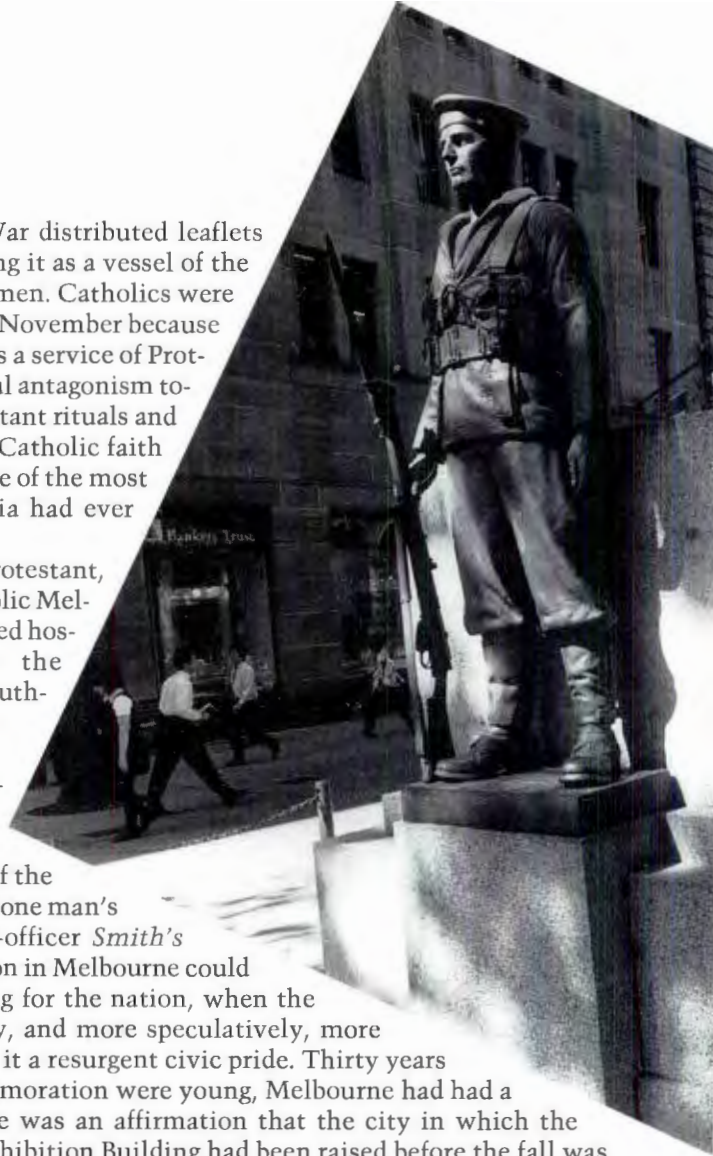 War distributed leaflets
ng it as a vessel of the
men. Catholics were
November because
s a service of Prot-
al antagonism to-
tant rituals and
Catholic faith
e of the most
ia had ever
rotestant,
olic Mel-
ed hos-
the
uth-
f the
one man's
-officer Smith's
on in Melbourne could
g for the nation, when the
y, and more speculatively, more
it a resurgent civic pride. Thirty years
moration were young, Melbourne had had a
e was an affirmation that the city in which the
xhibition Building had been raised before the fall was
Bankers Trust